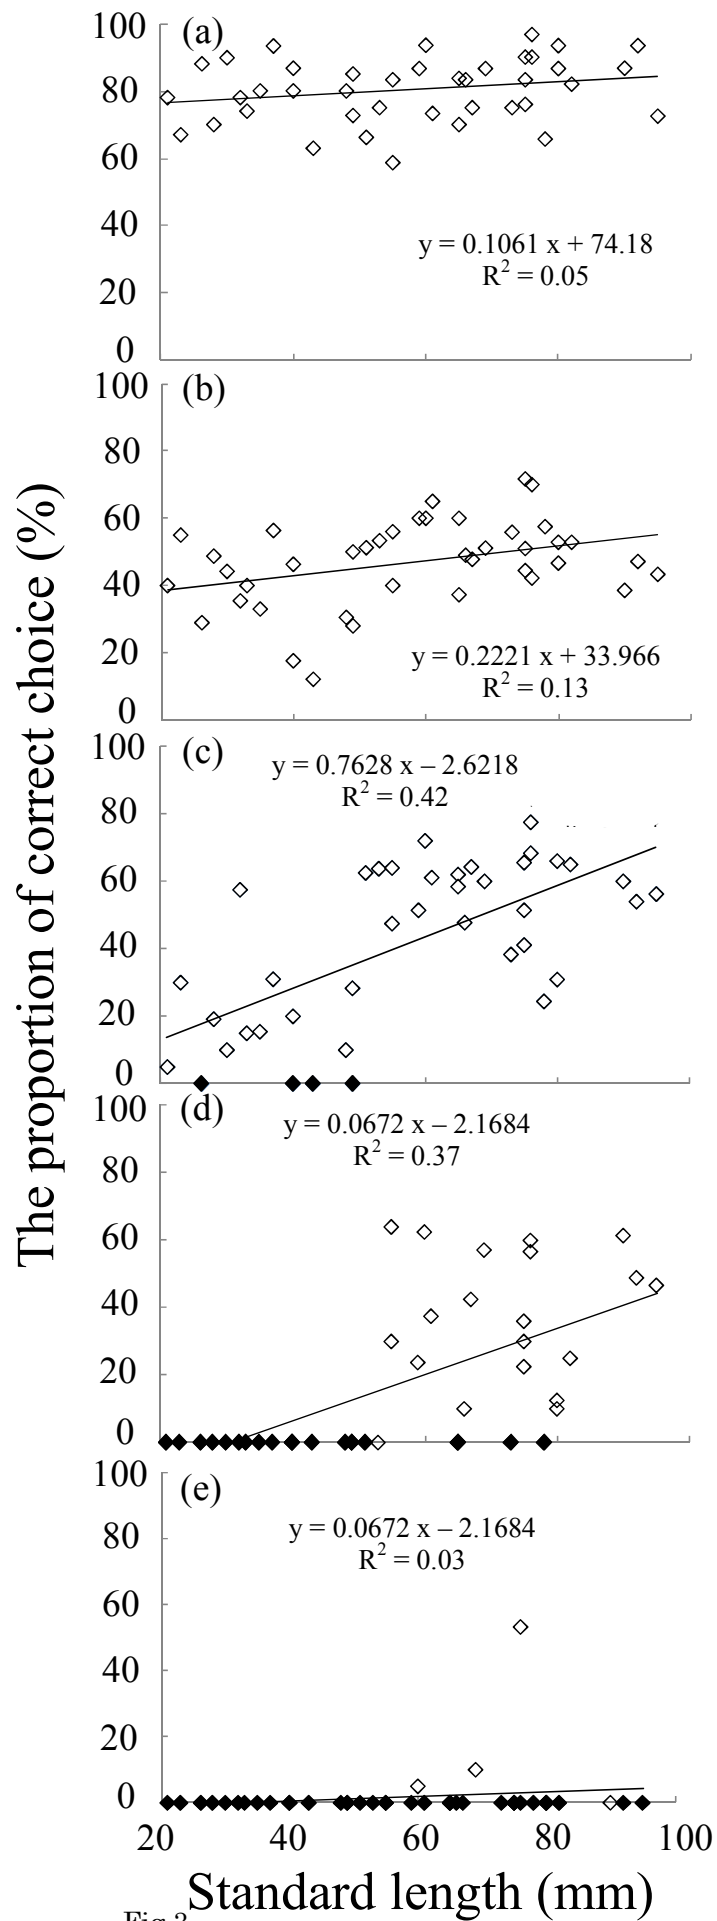 The proportion of correct choice (%)
100
(a)
80
60
40
y = 0.1061 x + 74.18
R² = 0.05
20
0
100
(b)
80
60
40
20
y = 0.2221 x + 33.966
R² = 0.13
0
100
(c)
y = 0.7628 x – 2.6218
R² = 0.42
80
60
40
20
0
100
(d)
y = 0.0672 x – 2.1684
R² = 0.37
80
60
40
20
0
100
(e)
y = 0.0672 x – 2.1684
R² = 0.03
80
60
40
20
0
20 40 60 80 100
Standard length (mm)